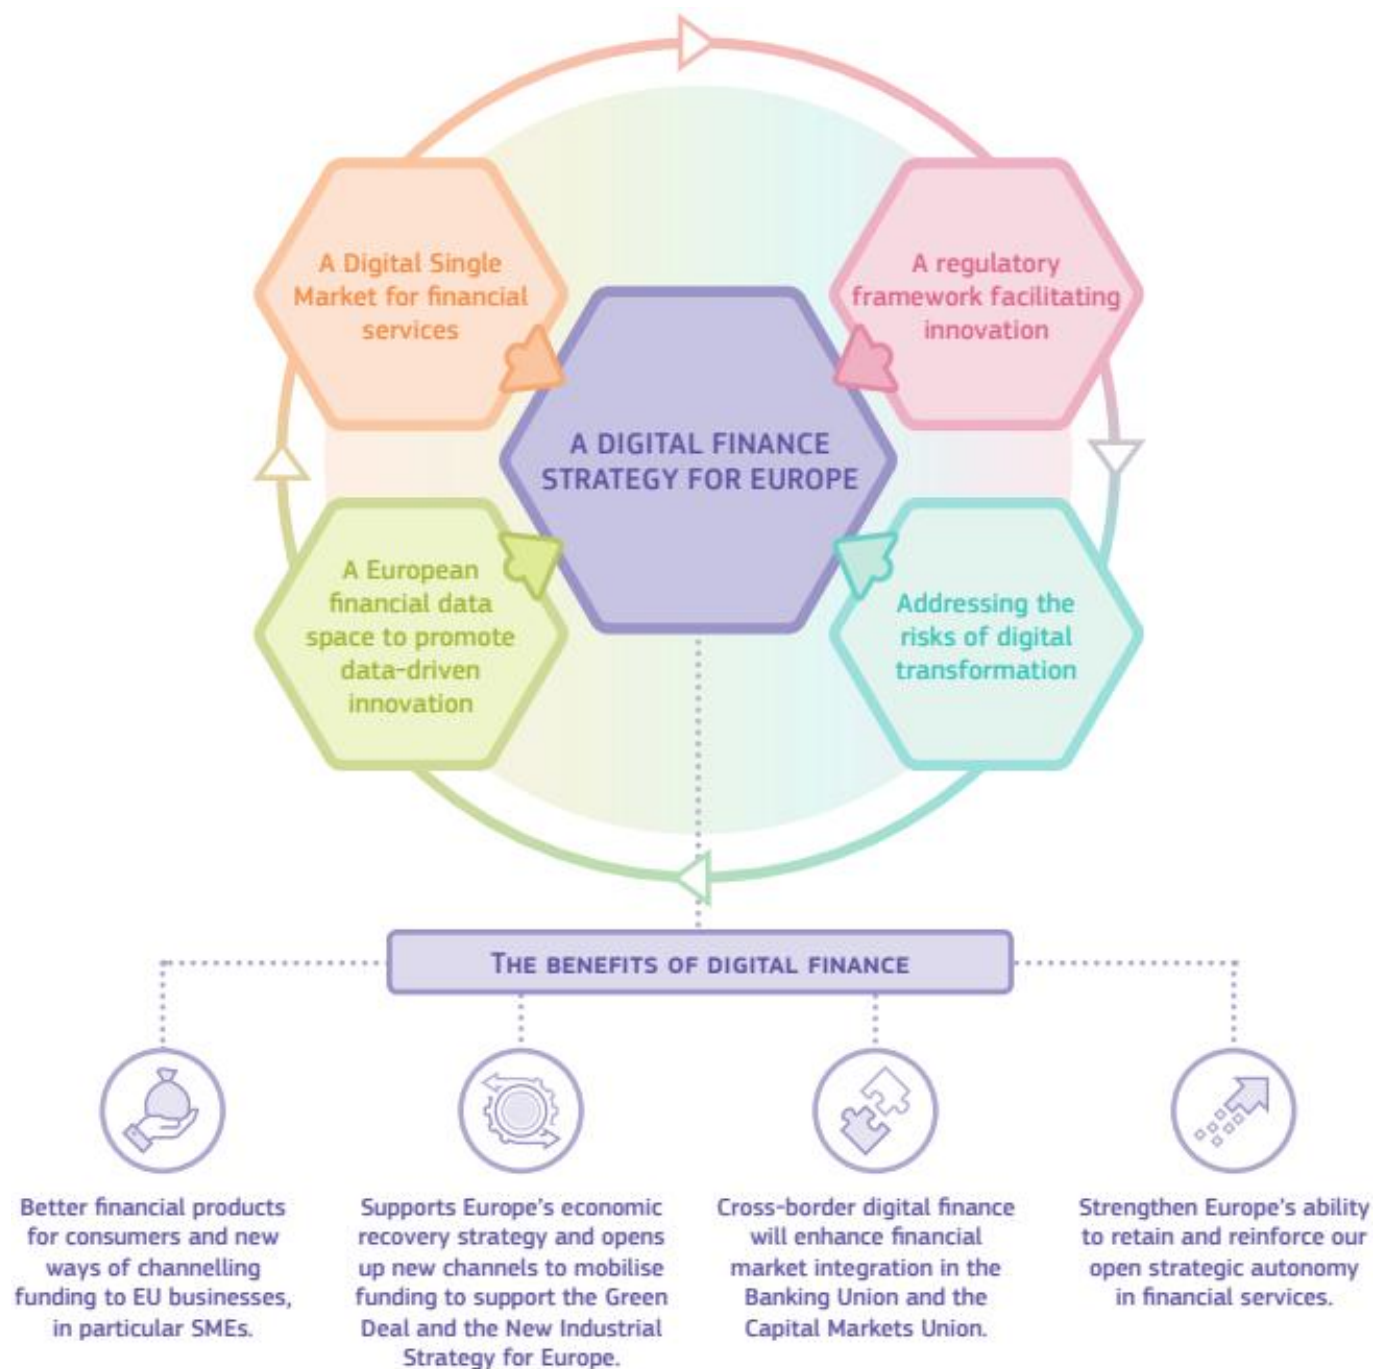 A Digital Single
Market for financial
services
A regulatory
framework facilitating
innovation
A DIGITAL FINANCE
STRATEGY FOR EUROPE
A European
financial data
space to promote
data-driven
innovation
Addressing the
risks of digital
transformation
THE BENEFITS OF DIGITAL FINANCE
Better financial products
for consumers and new
ways of channelling
funding to EU businesses,
in particular SMEs.
Supports Europe's economic
recovery strategy and opens
up new channels to mobilise
funding to support the Green
Deal and the New Industrial
Strategy for Europe.
Cross-border digital finance
will enhance financial
market integration in the
Banking Union and the
Capital Markets Union.
Strengthen Europe's ability
to retain and reinforce our
open strategic autonomy
in financial services.